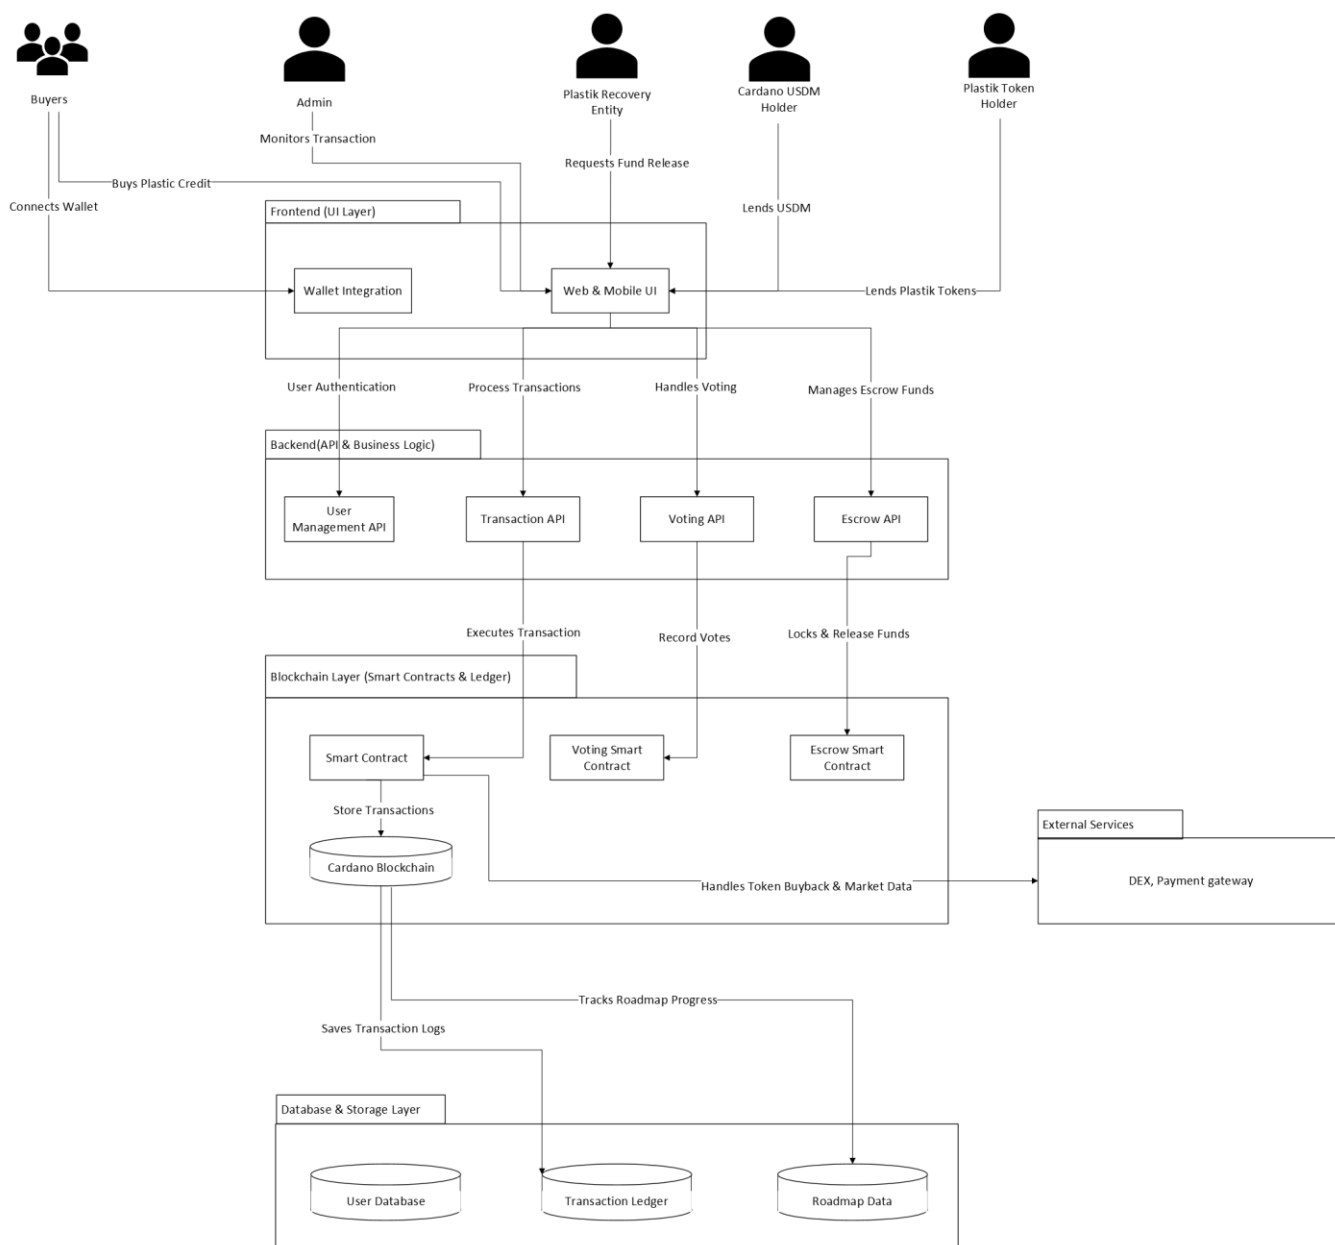 Buyers
Admin
Plastik Recovery
Entity
Cardano USDM
Holder
Plastik Token
Holder
Monitors Transaction
Requests Fund Release
Buys Plastic Credit
Connects Wallet
Lends USDM
Frontend (UI Layer)
Wallet Integration
Web & Mobile UI
Lends Plastik Tokens
User Authentication
Process Transactions
Handles Voting
Manages Escrow Funds
Backend(API & Business Logic)
User
Management API
Transaction API
Voting API
Escrow API
Executes Transaction
Record Votes
Locks & Release Funds
Blockchain Layer (Smart Contracts & Ledger)
Smart Contract
Voting Smart
Contract
Escrow Smart
Contract
Store Transactions
External Services
Cardano Blockchain
Handles Token Buyback & Market Data
DEX, Payment gateway
Tracks Roadmap Progress
Saves Transaction Logs
Database & Storage Layer
User Database
Transaction Ledger
Roadmap Data